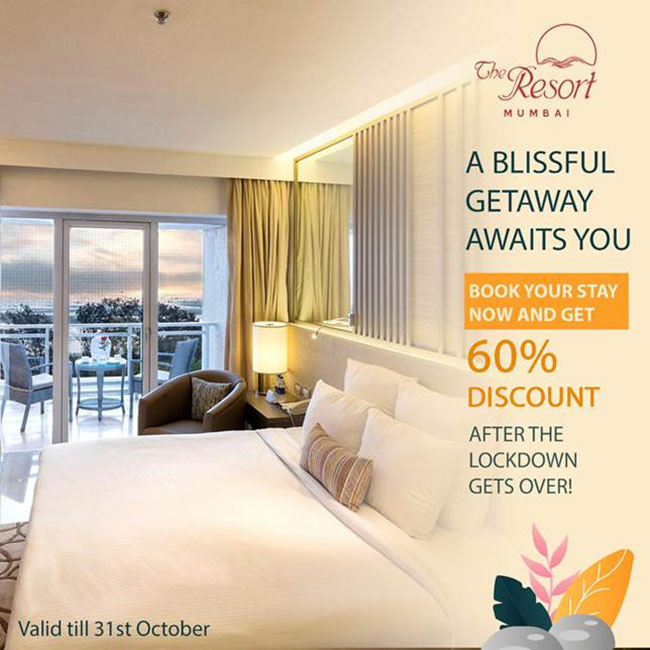 The Resort
MUMBAI
A BLISSFUL
GETAWAY
AWAITS YOU
BOOK YOUR STAY
NOW AND GET
60%
DISCOUNT
AFTER THE
LOCKDOWN
GETS OVER!
Valid till 31st October